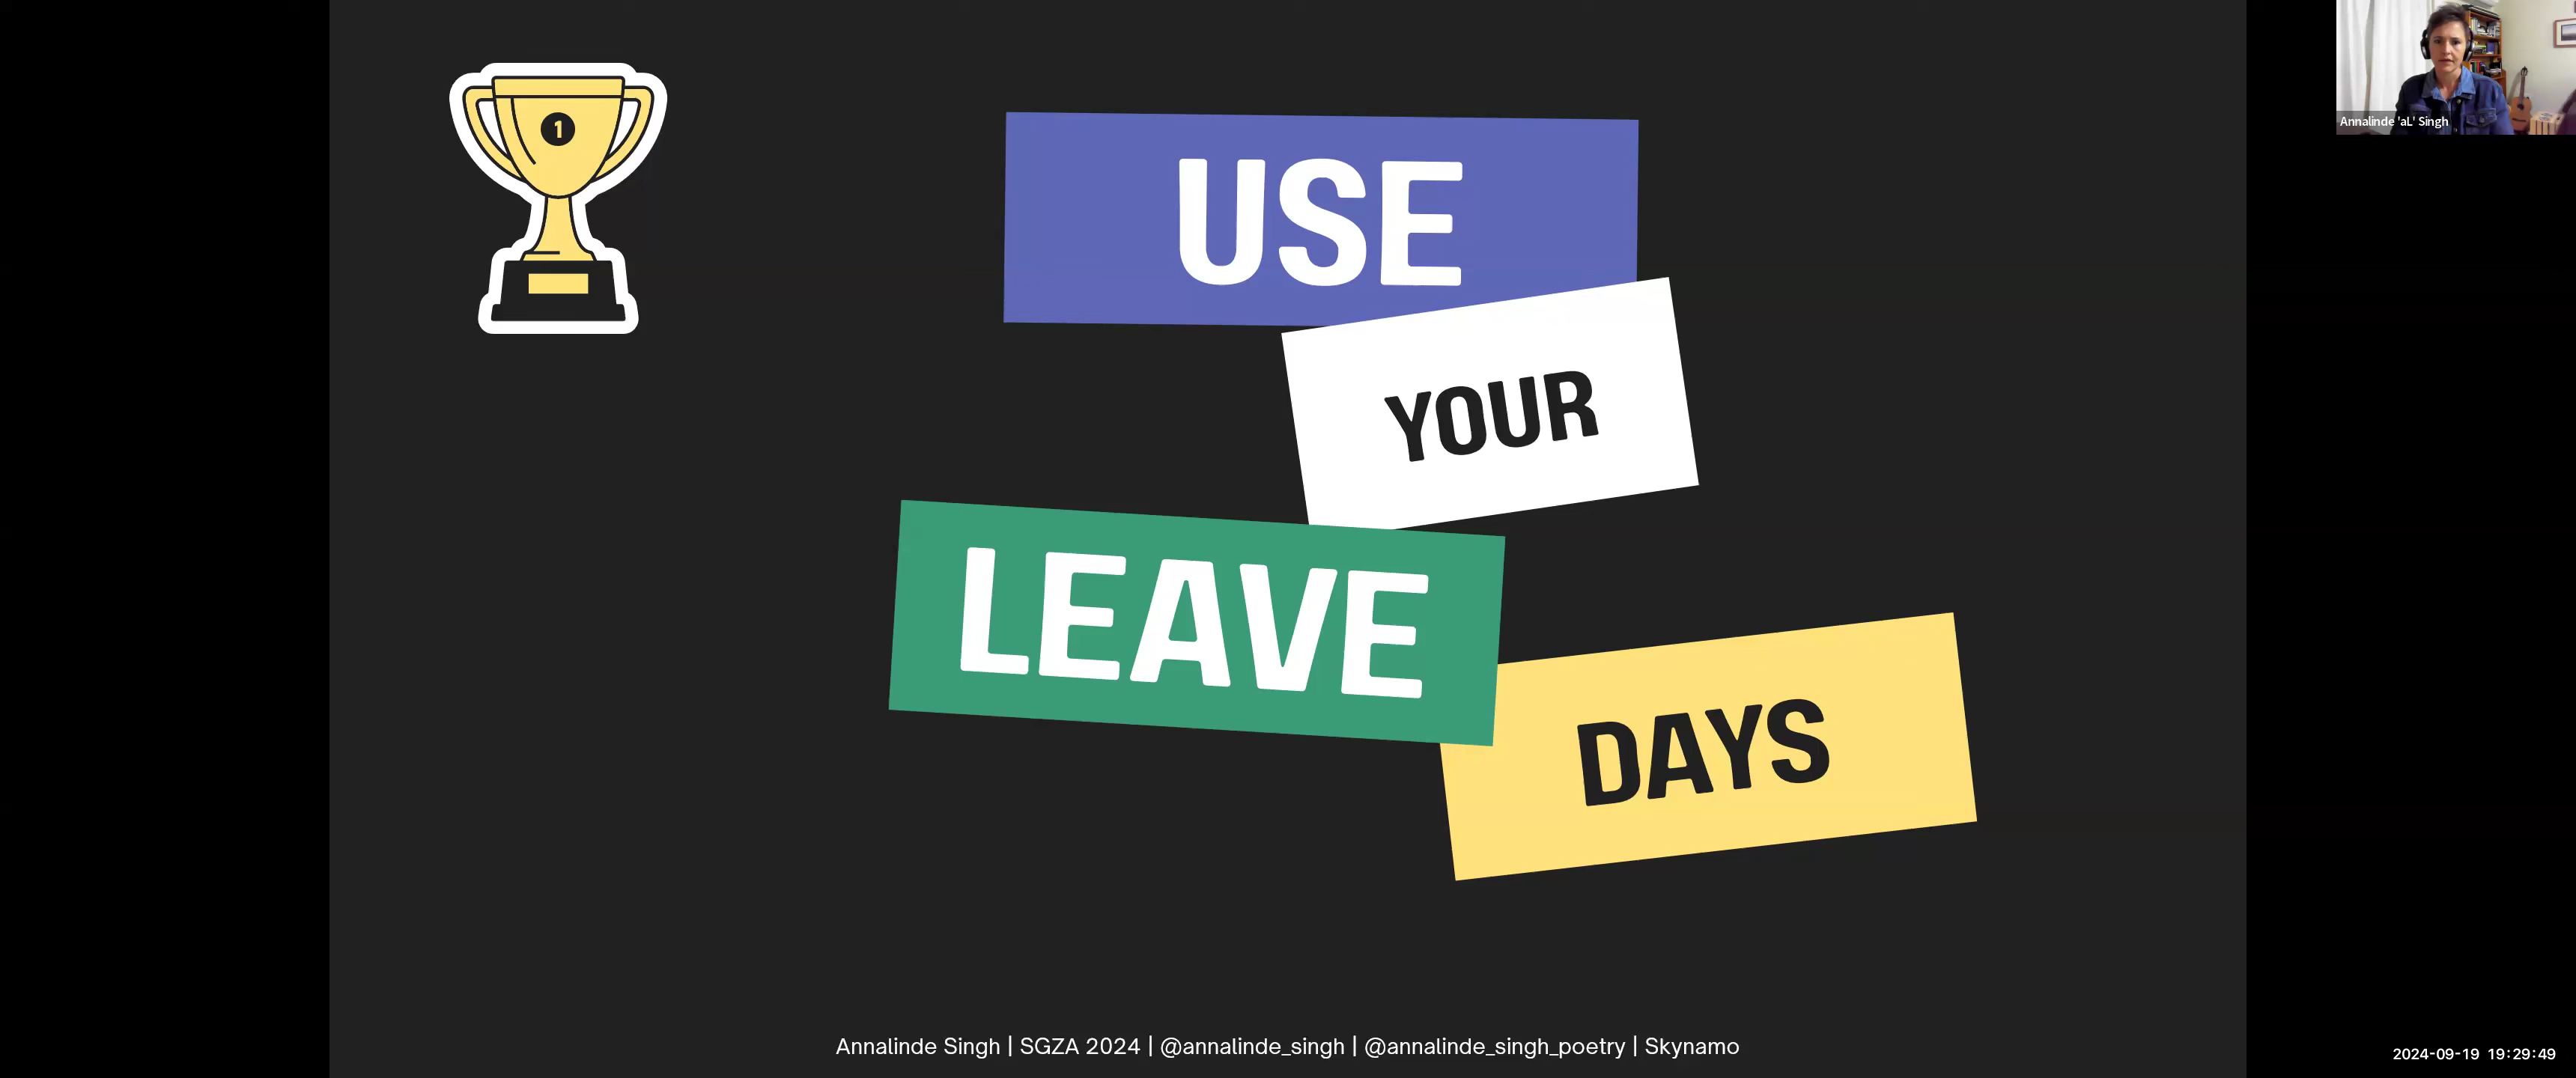 1
USE
YOUR
LEAVE
DAYS
Annalinde 'aL' Singh
Annalinde Singh | SGZA 2024 | @annalinde_singh | @annalinde_singh_poetry | Skynamo
2024-09-19 19:29:49